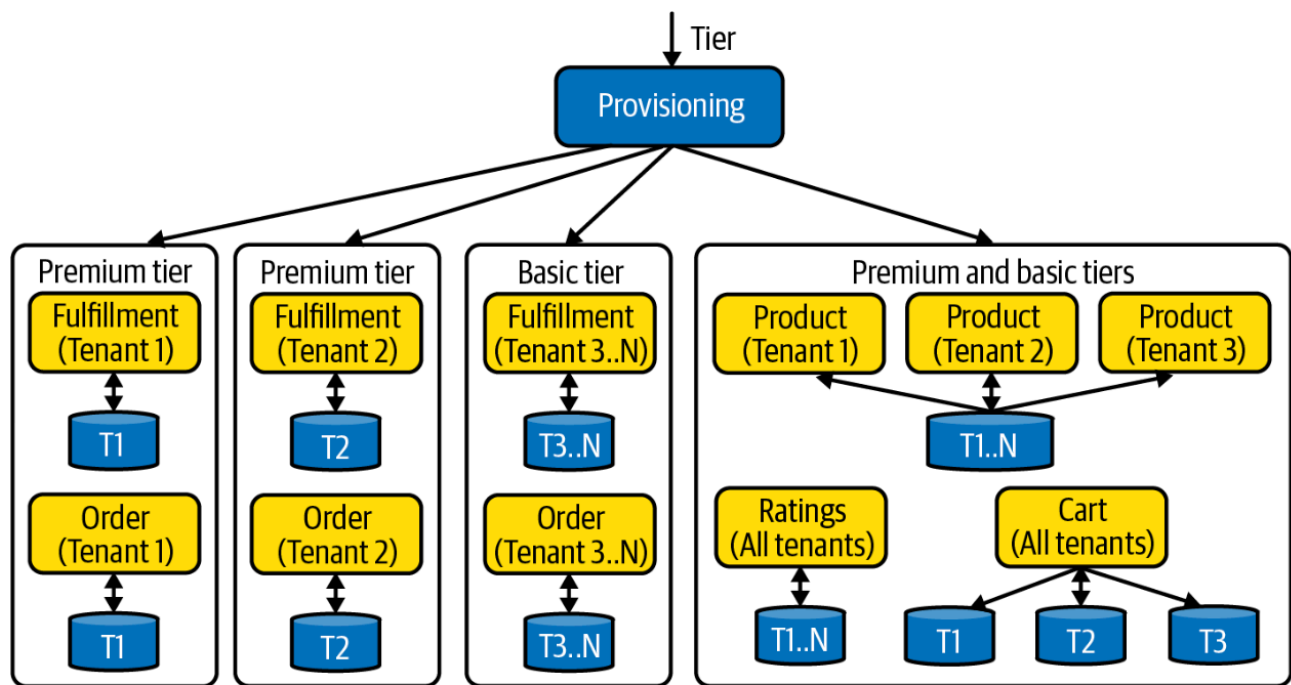 Tier
Provisioning
Premium tier
Fulfillment
(Tenant 1)
T1
Order
(Tenant 1)
T1
Premium tier
Fulfillment
(Tenant 2)
T2
Order
(Tenant 2)
T2
Basic tier
Fulfillment
(Tenant 3..N)
T3..N
Order
(Tenant 3..N)
T3..N
Premium and basic tiers
Product
(Tenant 1)
Product
(Tenant 2)
Product
(Tenant 3)
T1..N
Ratings
(All tenants)
T1..N
Cart
(All tenants)
T1
T2
T3